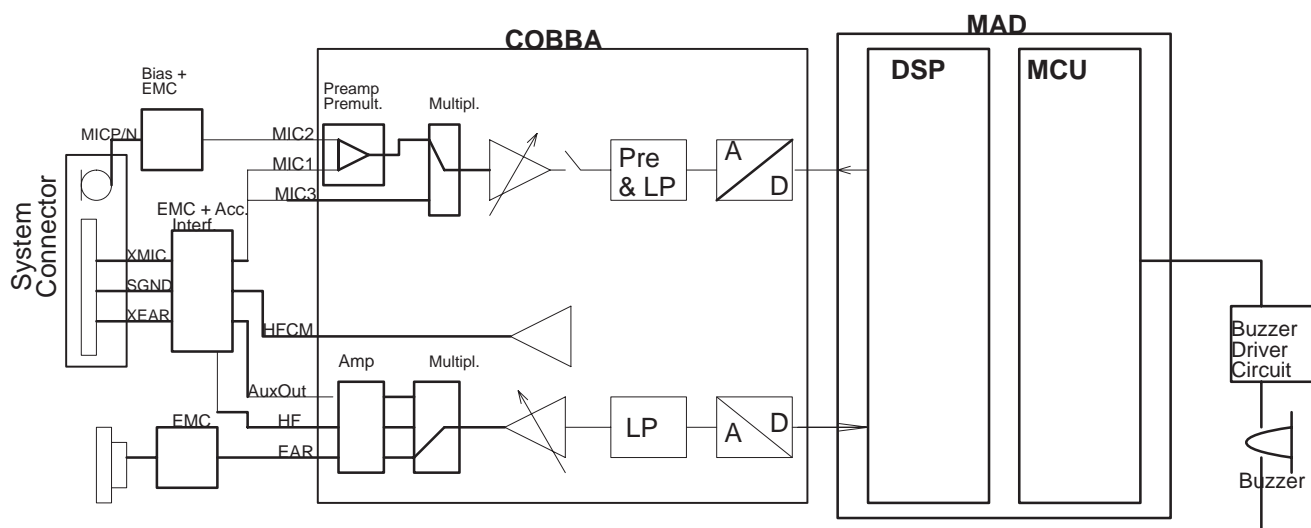 MAD
COBBA
DSP
MCU
Bias +
EMC
Preamp
Premult.
Multipl.
MICP/N
MIC2
MIC1
MIC3
Pre
& LP
A
D
System
Connector
EMC + Acc.
Interf.
XMIC
SGND
XEAR
HFCM
Buzzer
Driver
Circuit
Amp
Multipl.
AuxOut
HF
EAR
EMC
LP
D
A
Buzzer